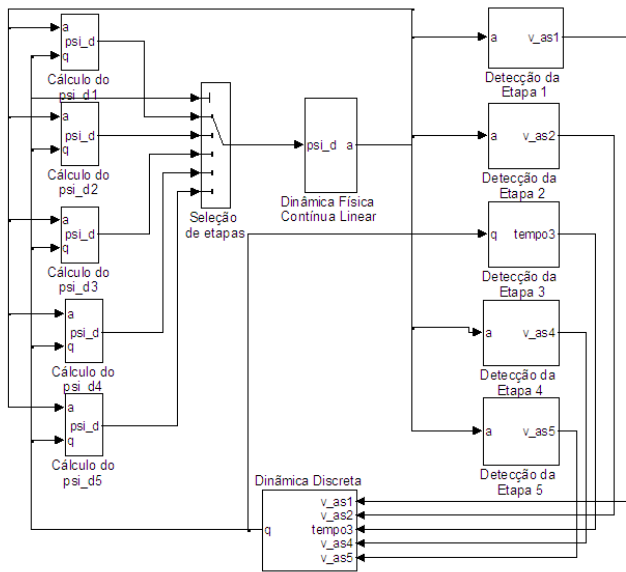 a
psi_d
q
Cálculo do
psi_d1
a
psi_d
q
Cálculo do
psi_d2
a
psi_d
q
Cálculo do
psi_d3
a
psi_d
q
Cálculo do
psi_d4
a
psi_d
q
Cálculo do
psi_d5
Seleção
de etapas
psi_d a
Dinâmica Física
Contínua Linear
a v_as1
Detecção da
Etapa 1
a v_as2
Detecção da
Etapa 2
q tempo3
Detecção da
Etapa 3
a v_as4
Detecção da
Etapa 4
a v_as5
Detecção da
Etapa 5
Dinâmica Discreta
v_as1
v_as2
q tempo3
v_as4
v_as5